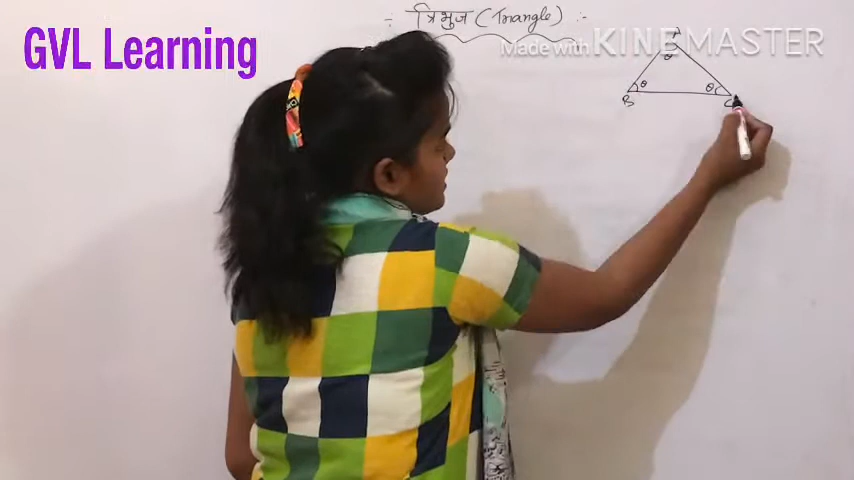 ÷ त्रिभुज (Triangle) :-
GVL Learning
Made with KINEMASTER
A
θ
θ θ
B C